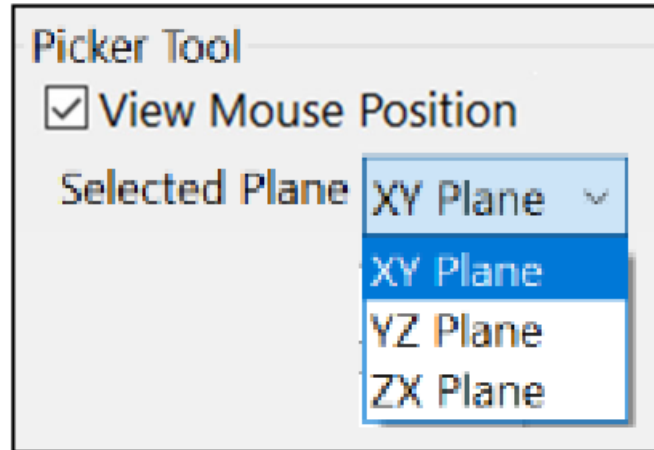 Picker Tool
View Mouse Position
Selected Plane XY Plane
XY Plane
YZ Plane
ZX Plane